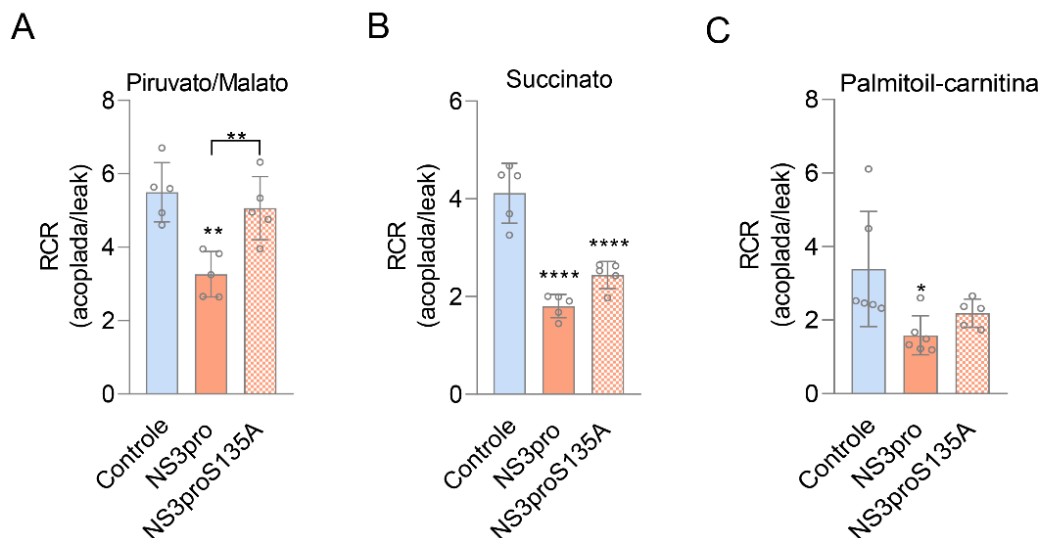 A
Piruvato/Malato
RCR
(acoplada/leak)
8
6
4
2
0
**
**
Controle
NS3pro
NS3proS135A
B
Succinato
RCR
(acoplada/leak)
6
4
2
0
****
****
Controle
NS3pro
NS3proS135A
C
Palmitoil-carnitina
RCR
(acoplada/leak)
8
6
4
2
0
*
Controle
NS3pro
NS3proS135A